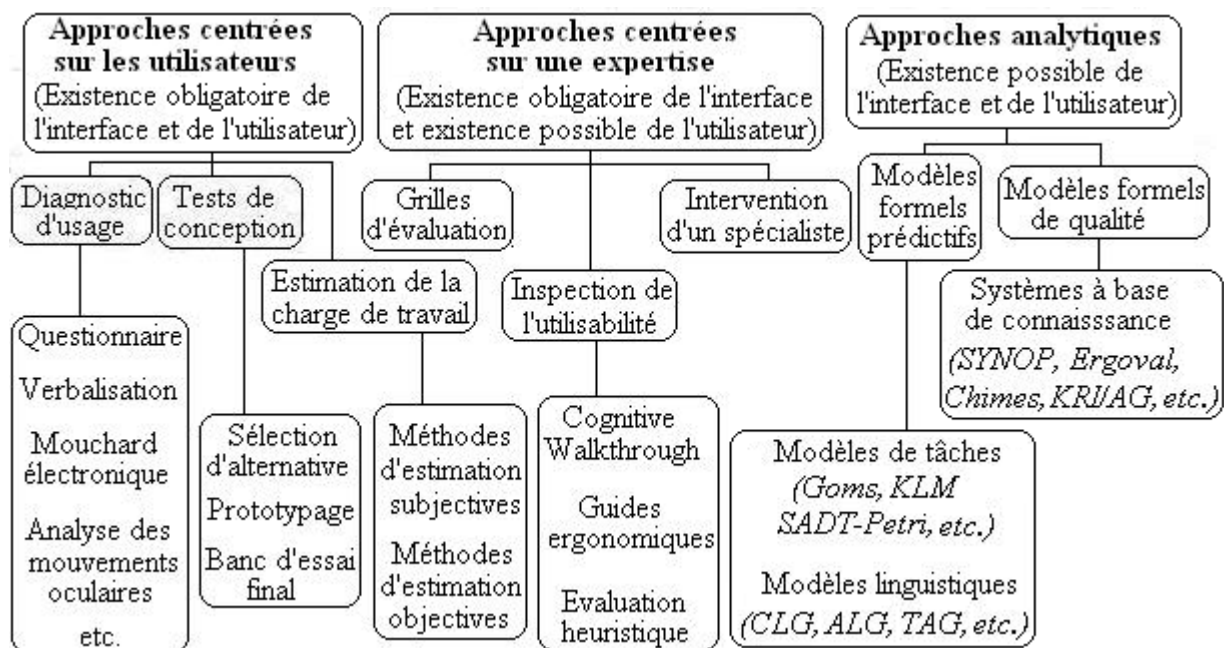 Approches centrées
sur les utilisateurs
(Existence obligatoire de
l'interface et de l'utilisateur)
Diagnostic
d'usage
Tests de
conception
Estimation de la
charge de travail
Questionnaire
Verbalisation
Mouchard
électronique
Analyse des
mouvements
oculaires
etc.
Sélection
d'alternative
Prototypage
Banc d'essai
final
Méthodes
d'estimation
subjectives
Méthodes
d'estimation
objectives
Approches centrées
sur une expertise
(Existence obligatoire de l'interface
et existence possible de l'utilisateur)
Grilles
d'évaluation
Inspection de
l'utilisabilité
Intervention
d'un spécialiste
Cognitive
Walkthrough
Guides
ergonomiques
Evaluation
heuristique
Approches analytiques
(Existence possible de
l'interface et de l'utilisateur)
Modèles
formels
prédictifs
Modèles formels
de qualité
Systèmes à base
de connaisssance
(SYNOP, Ergoval,
Chimes, KRI/AG, etc.)
Modèles de tâches
(Goms, KLM
SADT-Petri, etc.)
Modèles linguistiques
(CLG, ALG, TAG, etc.)